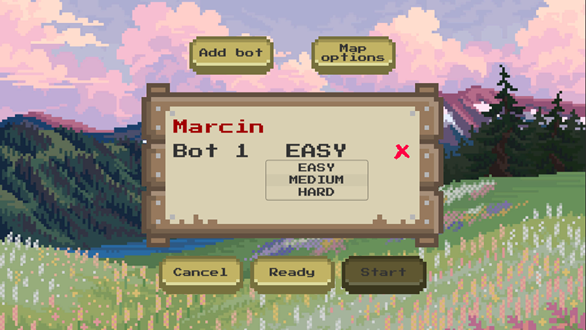 Add bot
Map
options
Marcin
Bot 1 EASY
EASY
MEDIUM
HARD
Cancel
Ready
Start